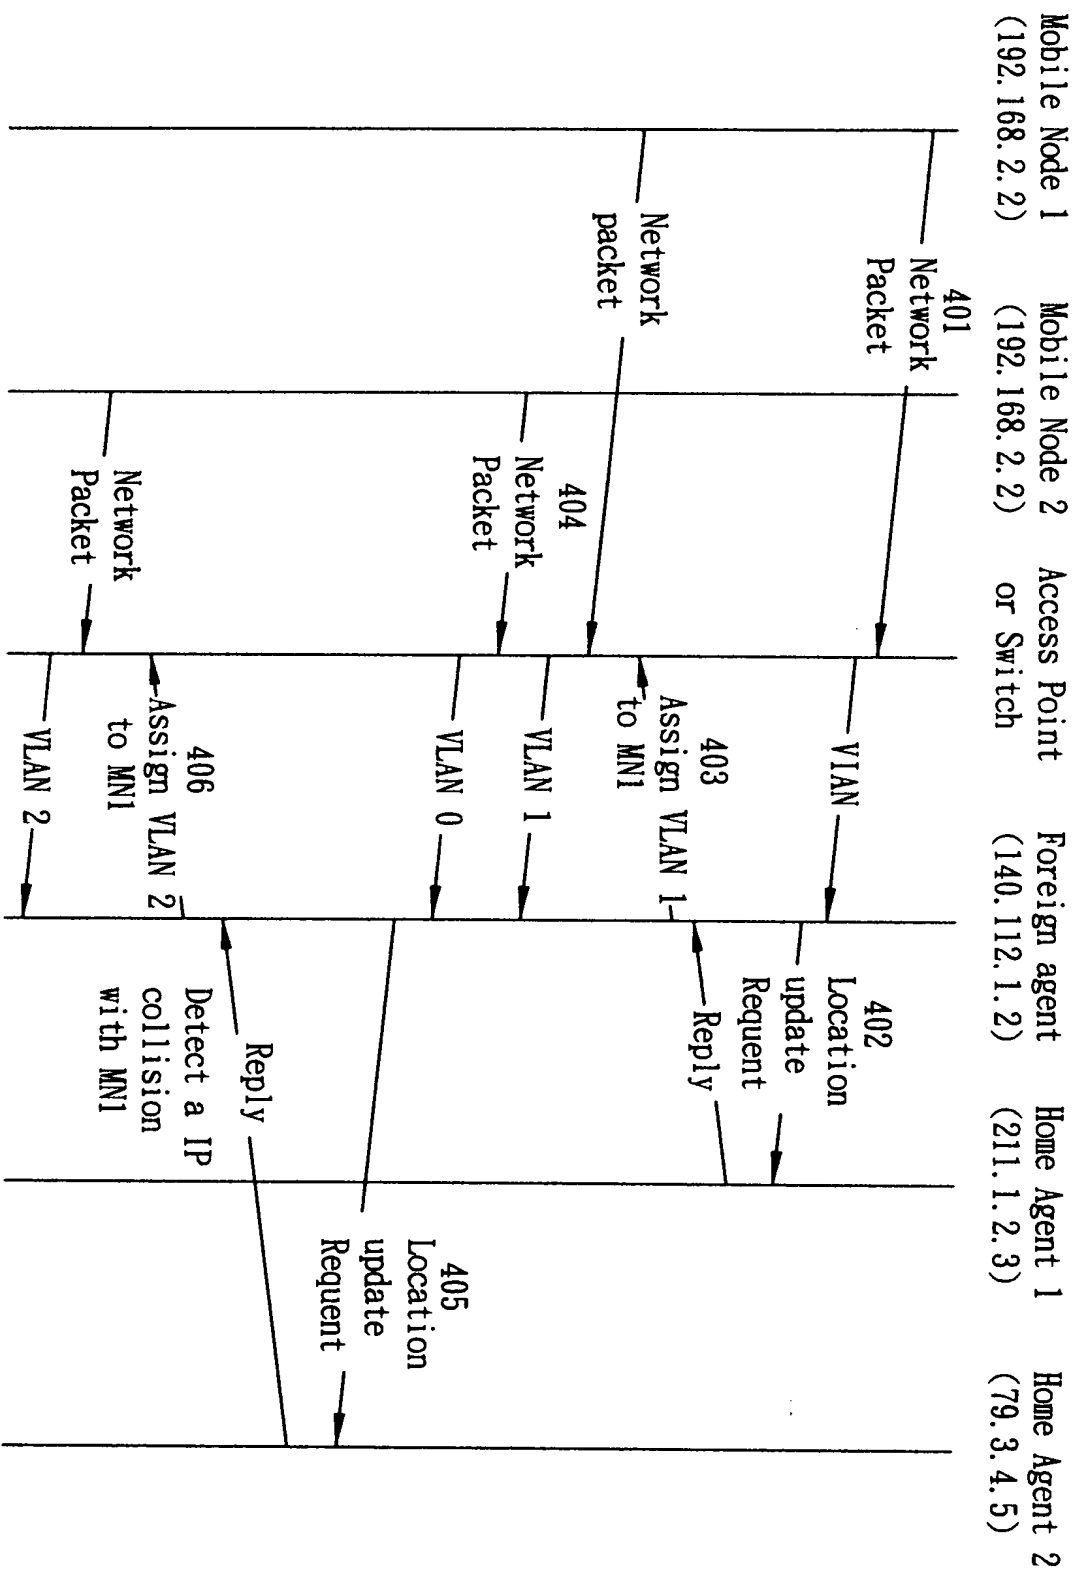 Mobile Node 1
(192.168.2.2)
Mobile Node 2
(192.168.2.2)
Access Point
or Switch
Foreign agent
(140.112.1.2)
Home Agent 1
(211.1.2.3)
Home Agent 2
(79.3.4.5)
401
Network
Packet
VIAN
402
Location
update
Requent
Reply
403
Assign VLAN 1
to MN1
Network
packet
VLAN 1
404
Network
Packet
VLAN 0
405
Location
update
Requent
Reply
Detect a IP
collision
with MN1
406
Assign VLAN 2
to MN1
Network
Packet
VLAN 2